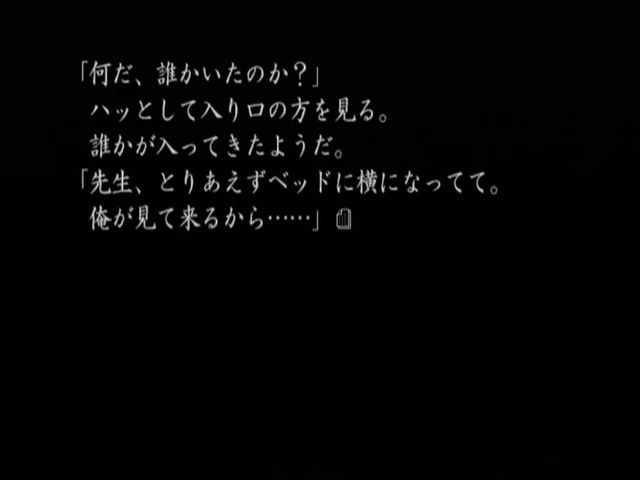 「何だ、誰かいたのか？」
ハッとして入り口の方を見る。
誰かが入ってきたようだ。
「先生、とりあえずベッドに横になってて。
俺が見て来るから……」